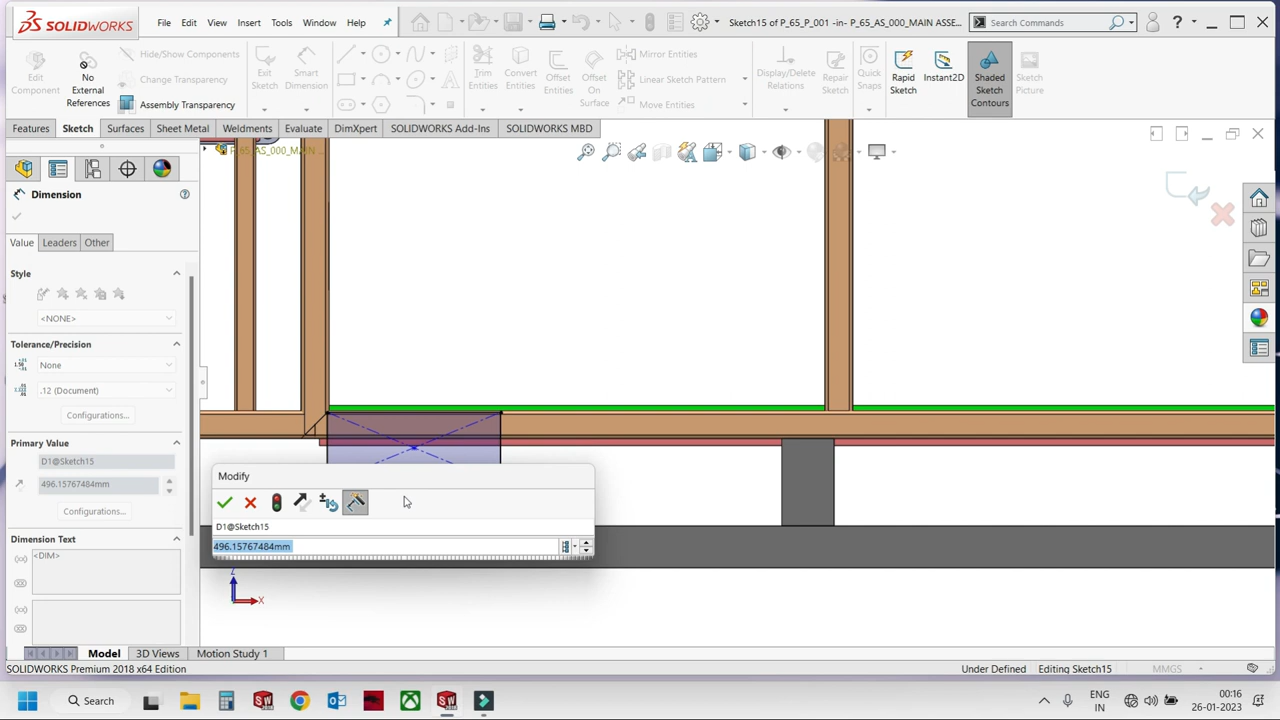 SOLIDWORKS
File Edit View Insert Tools Window Help
Sketch15 of P_65_P_001 -in- P_65_AS_000_MAIN ASSE...
Search Commands
Edit Component
No External References
Hide/Show Components
Change Transparency
Assembly Transparency
Exit Sketch
Smart Dimension
Trim Entities
Convert Entities
Offset Entities
Offset On Surface
Mirror Entities
Linear Sketch Pattern
Move Entities
Display/Delete Relations
Repair Sketch
Quick Snaps
Rapid Sketch
Instant2D
Shaded Sketch Contours
Sketch Picture
Features Sketch Surfaces Sheet Metal Weldments Evaluate DimXpert SOLIDWORKS Add-Ins SOLIDWORKS MBD
P_65_AS_000_MAIN ...
Dimension
Value Leaders Other
Style
<NONE>
Tolerance/Precision
None
.12 (Document)
Configurations...
Primary Value
D1@Sketch15
496.15767484mm
Configurations...
Dimension Text
<DIM>
Modify
D1@Sketch15
496.15767484mm
Z
X
Model 3D Views Motion Study 1
SOLIDWORKS Premium 2018 x64 Edition
Under Defined Editing Sketch15 MMGS
Search
ENG
IN
00:16
26-01-2023